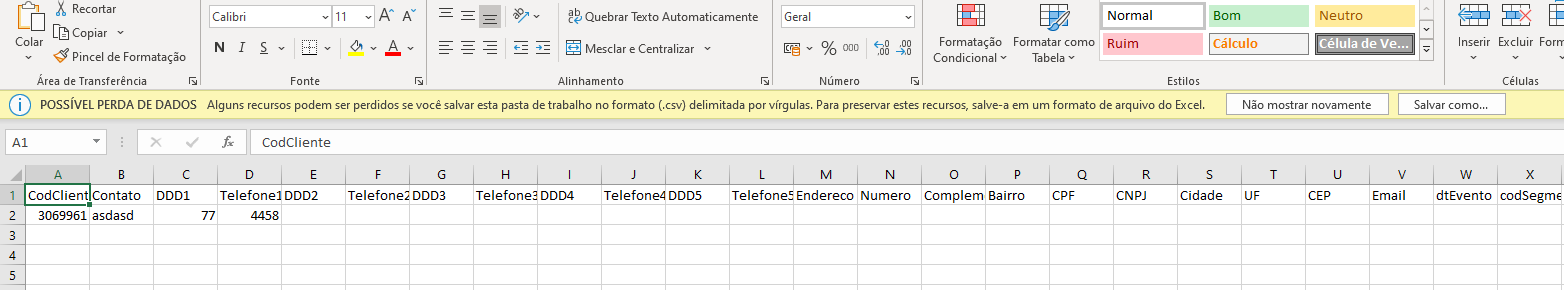 Recortar
Calibri 11 A A
ab Quebrar Texto Automaticamente
Geral
Normal Bom Neutro
Colar
Copiar
Pincel de Formatação
N I S A
Mesclar e Centralizar
% 000
Formatação Condicional
Formatar como Tabela
Ruim Cálculo Célula de Ve...
Inserir Excluir
Área de Transferência Fonte Alinhamento Número Estilos Células
POSSÍVEL PERDA DE DADOS Alguns recursos podem ser perdidos se você salvar esta pasta de trabalho no formato (.csv) delimitada por vírgulas. Para preservar estes recursos, salve-a em um formato de arquivo do Excel. Não mostrar novamente Salvar como...
A1 fx CodCliente
A B C D E F G H I J K L M N O P Q R S T U V W X
1 CodClient Contato DDD1 Telefone1 DDD2 Telefone2 DDD3 Telefone3 DDD4 Telefone4 DDD5 Telefone5 Endereco Numero Complem Bairro CPF CNPJ Cidade UF CEP Email dtEvento codSegme
2 3069961 asdasd 77 4458
3
4
5